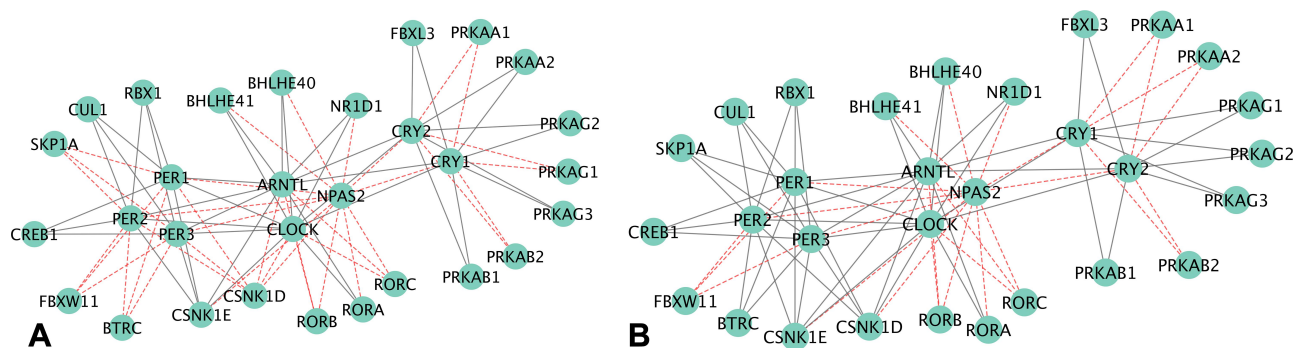 FBXL3
PRKAA1
PRKAA2
BHLHE40
RBX1
BHLHE41
NR1D1
CUL1
PRKAG2
CRY2
SKP1A
CRY1
PRKAG1
PER1
ARNTL
NPAS2
PRKAG3
PER2
CREB1
PER3
CLOCK
PRKAB2
PRKAB1
RORC
FBXW11
CSNK1D
RORA
CSNK1E
RORB
BTRC
A
FBXL3
PRKAA1
PRKAA2
BHLHE40
RBX1
NR1D1
BHLHE41
PRKAG1
CUL1
CRY1
SKP1A
PRKAG2
ARNTL
CRY2
PER1
NPAS2
PRKAG3
PER2
CLOCK
CREB1
PER3
PRKAB2
PRKAB1
FBXW11
RORC
BTRC
CSNK1D
RORB
RORA
CSNK1E
B